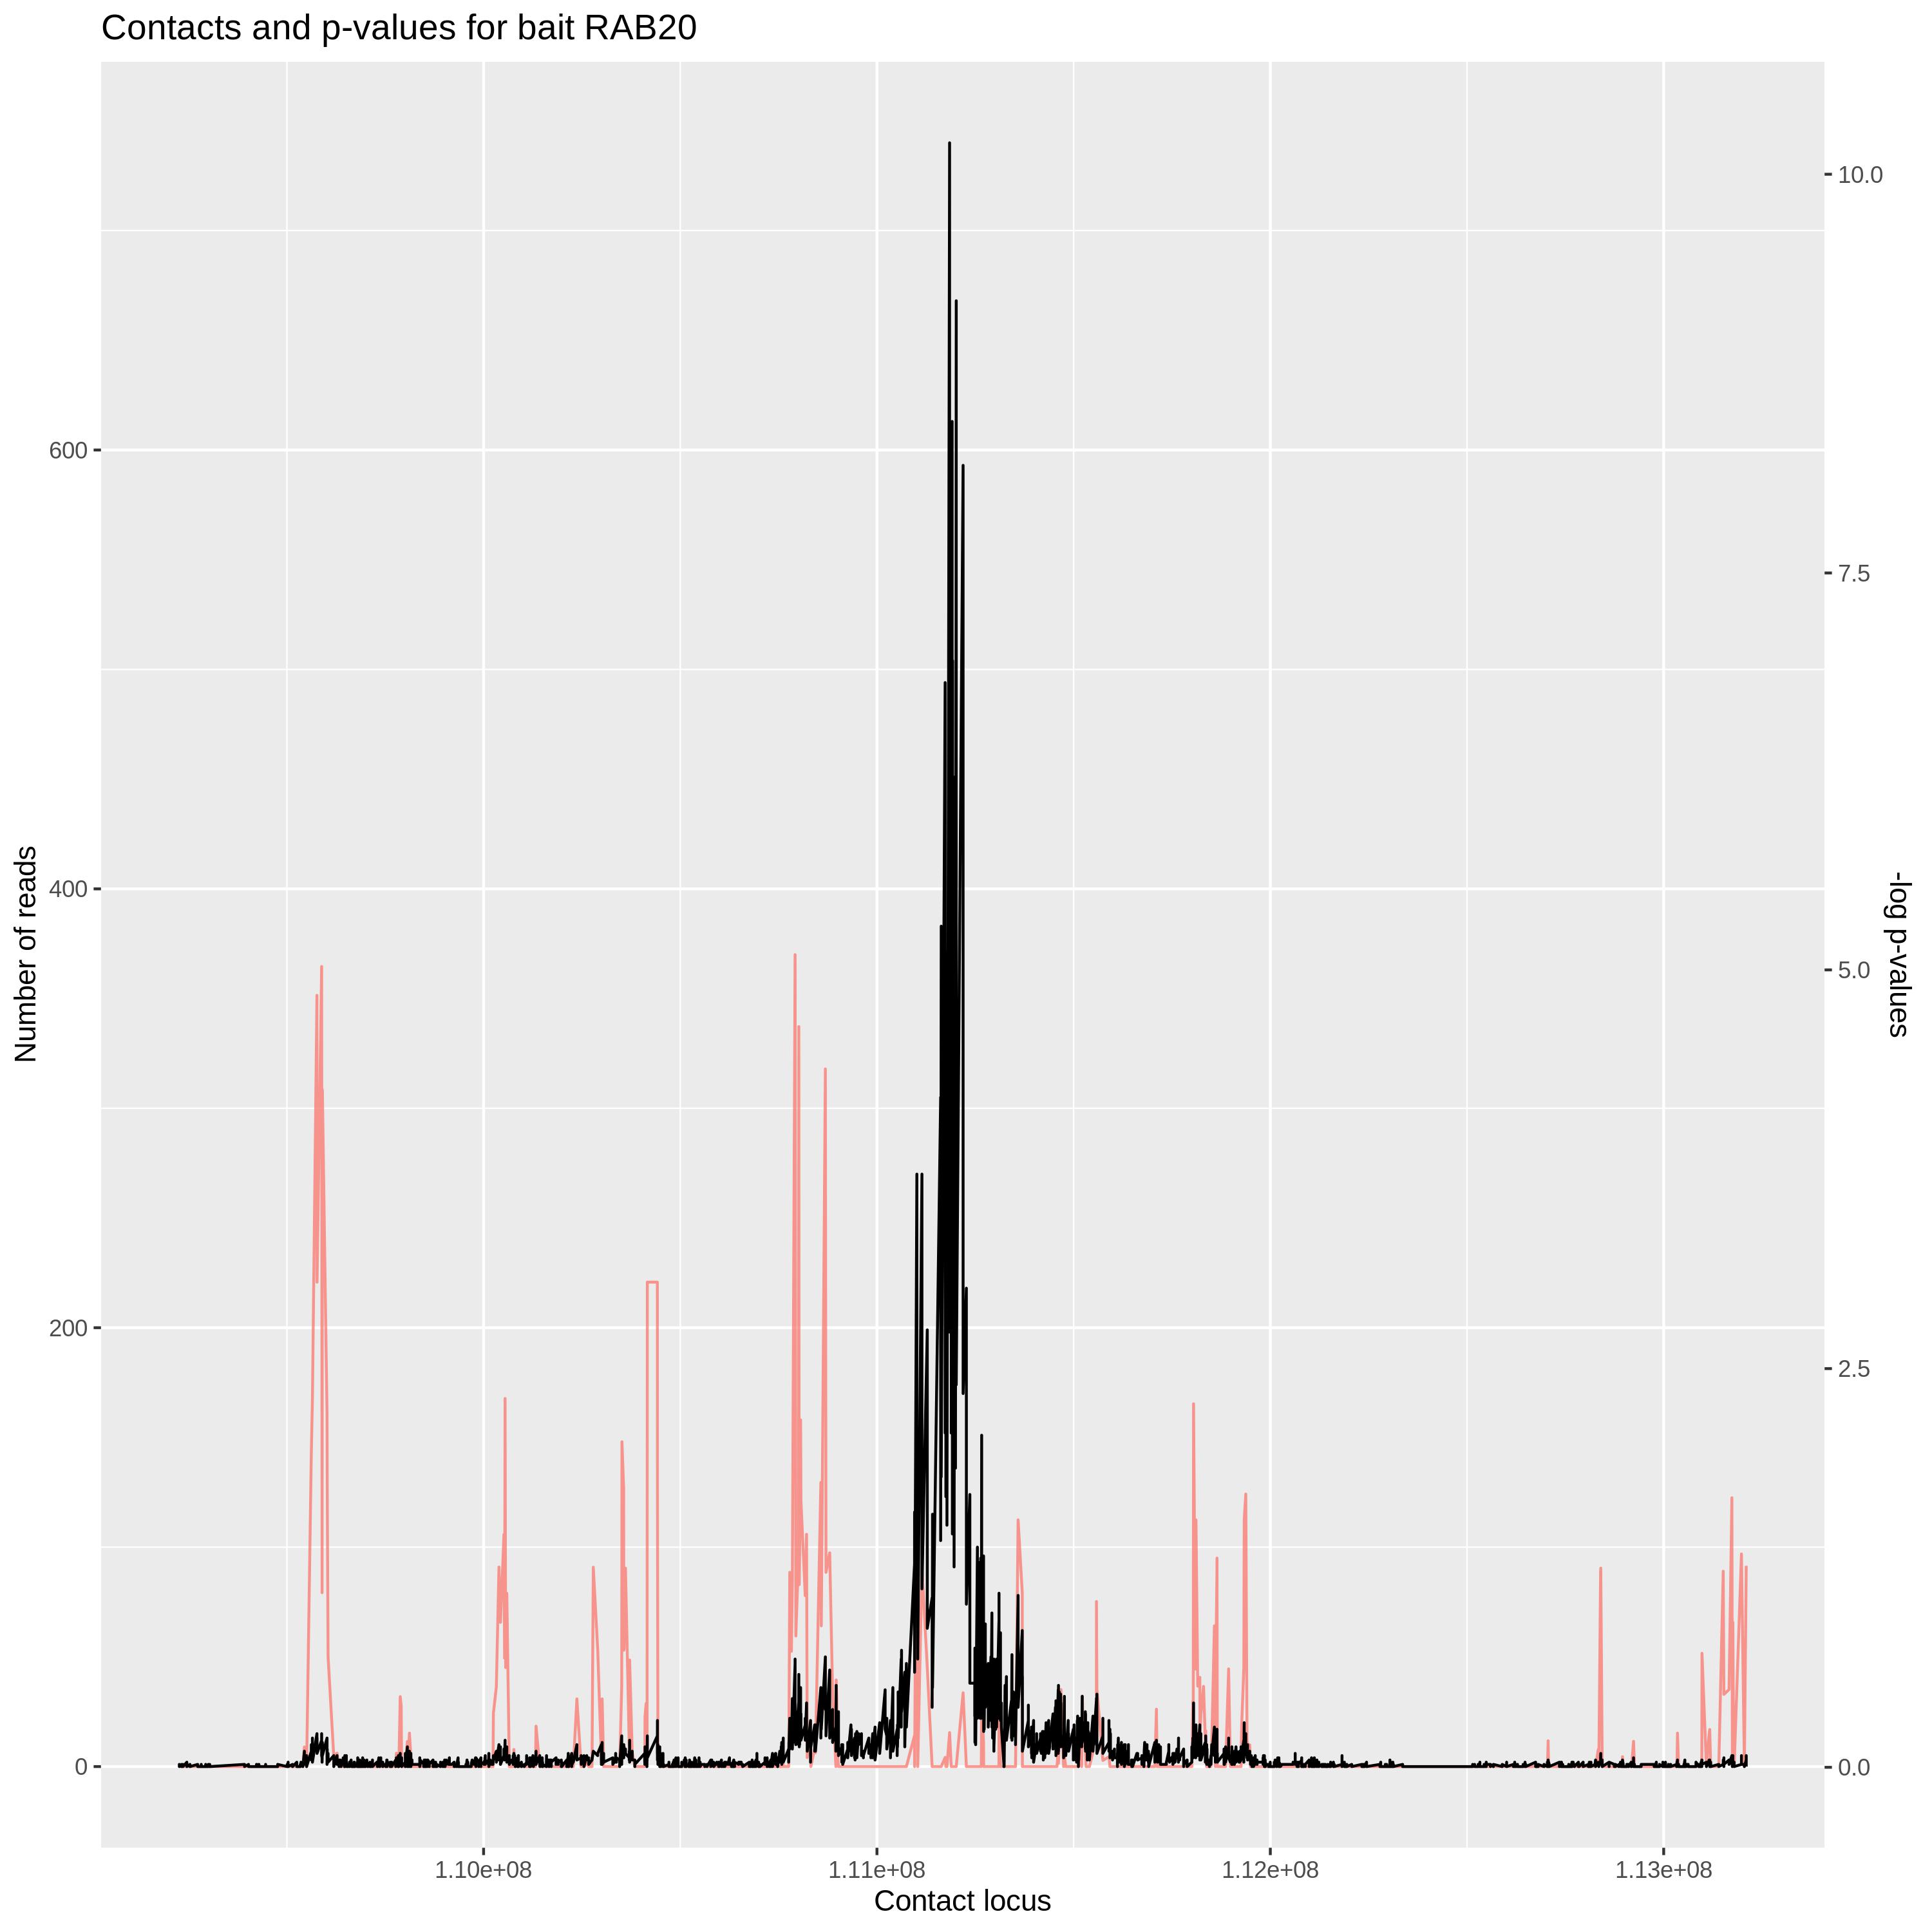 Contacts and p-values for bait RAB20
Number of reads
600
400
200
0
10.0
7.5
5.0
2.5
0.0
-log p-values
1.10e+08
1.11e+08
1.12e+08
1.13e+08
Contact locus